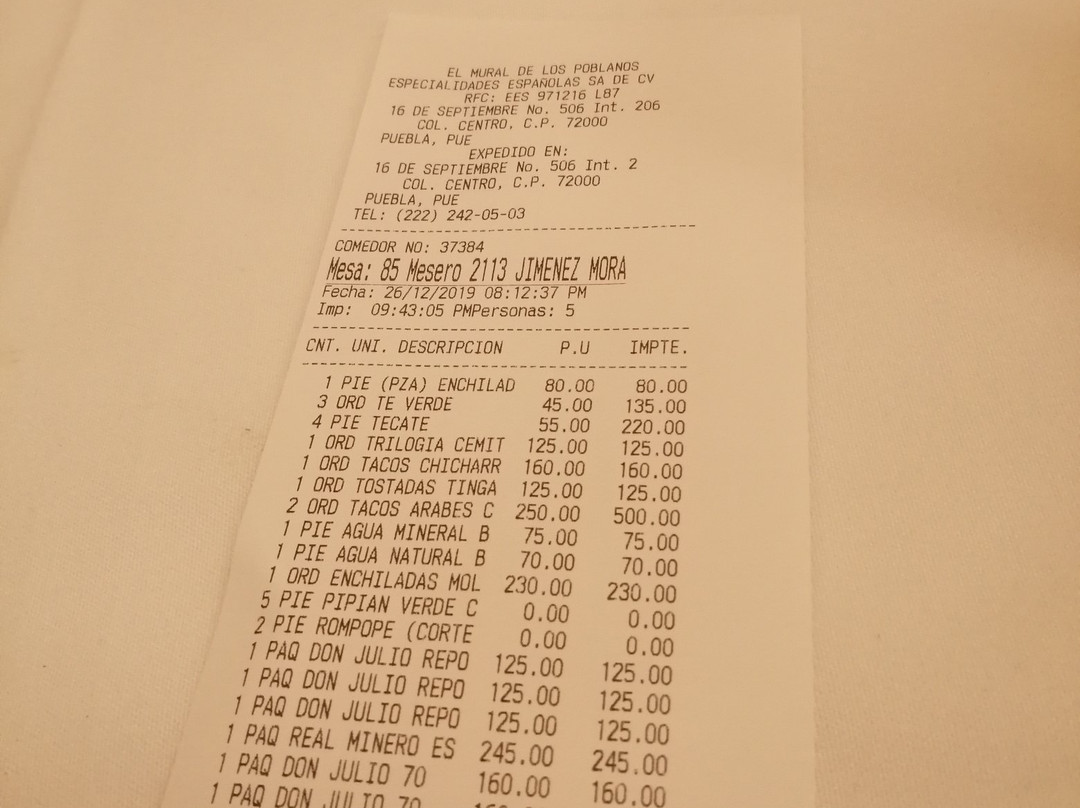 EL MURAL DE LOS POBLANOS
ESPECIALIDADES ESPAÑOLAS SA DE CV
RFC: EES 971216 L87
16 DE SEPTIEMBRE No. 506 Int. 206
COL. CENTRO, C.P. 72000
PUEBLA, PUE
EXPEDIDO EN:
16 DE SEPTIEMBRE No. 506 Int. 2
COL. CENTRO, C.P. 72000
PUEBLA, PUE
TEL: (222) 242-05-03
COMEDOR NO: 37384
Mesa: 85 Mesero 2113 JIMENEZ MORA
Fecha: 26/12/2019 08:12:37 PM
Imp: 09:43:05 PMPersonas: 5
CNT. UNI. DESCRIPCION P.U IMPTE.
1 PIE (PZA) ENCHILAD 80.00 80.00
3 ORD TE VERDE 45.00 135.00
4 PIE TECATE 55.00 220.00
1 ORD TRILOGIA CEMIT 125.00 125.00
1 ORD TACOS CHICHARR 160.00 160.00
1 ORD TOSTADAS TINGA 125.00 125.00
2 ORD TACOS ARABES C 250.00 500.00
1 PIE AGUA MINERAL B 75.00 75.00
1 PIE AGUA NATURAL B 70.00 70.00
1 ORD ENCHILADAS MOL 230.00 230.00
5 PIE PIPIAN VERDE C 0.00 0.00
2 PIE ROMPOPE (CORTE 0.00 0.00
1 PAQ DON JULIO REPO 125.00 125.00
1 PAQ DON JULIO REPO 125.00 125.00
1 PAQ DON JULIO REPO 125.00 125.00
1 PAQ REAL MINERO ES 245.00 245.00
1 PAQ DON JULIO 70 160.00 160.00
1 PAQ DON JULIO 70